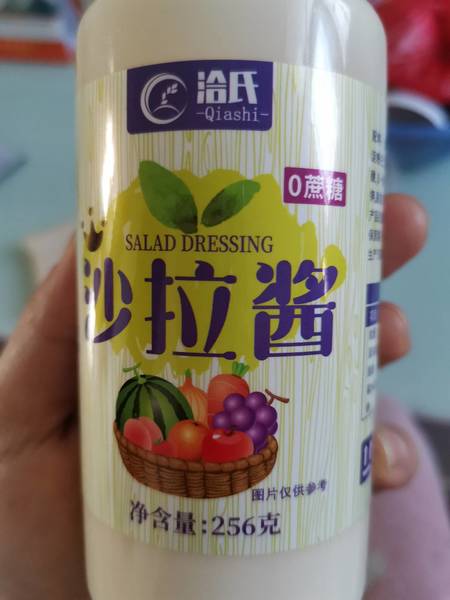 洽氏
-Qiashi-
0蔗糖
SALAD DRESSING
沙拉酱
图片仅供参考
净含量:256克